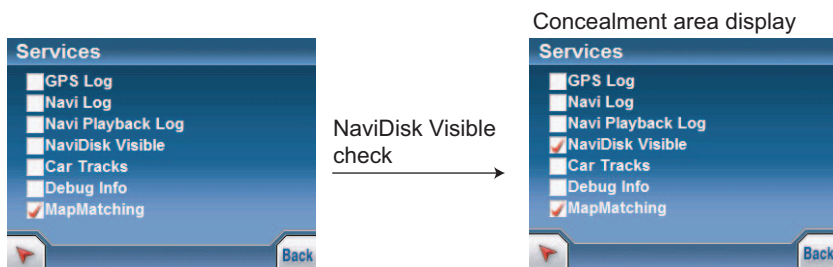 Services
GPS Log
Navi Log
Navi Playback Log
NaviDisk Visible
Car Tracks
Debug Info
MapMatching
Back
NaviDisk Visible
check
Concealment area display
Services
GPS Log
Navi Log
Navi Playback Log
NaviDisk Visible
Car Tracks
Debug Info
MapMatching
Back